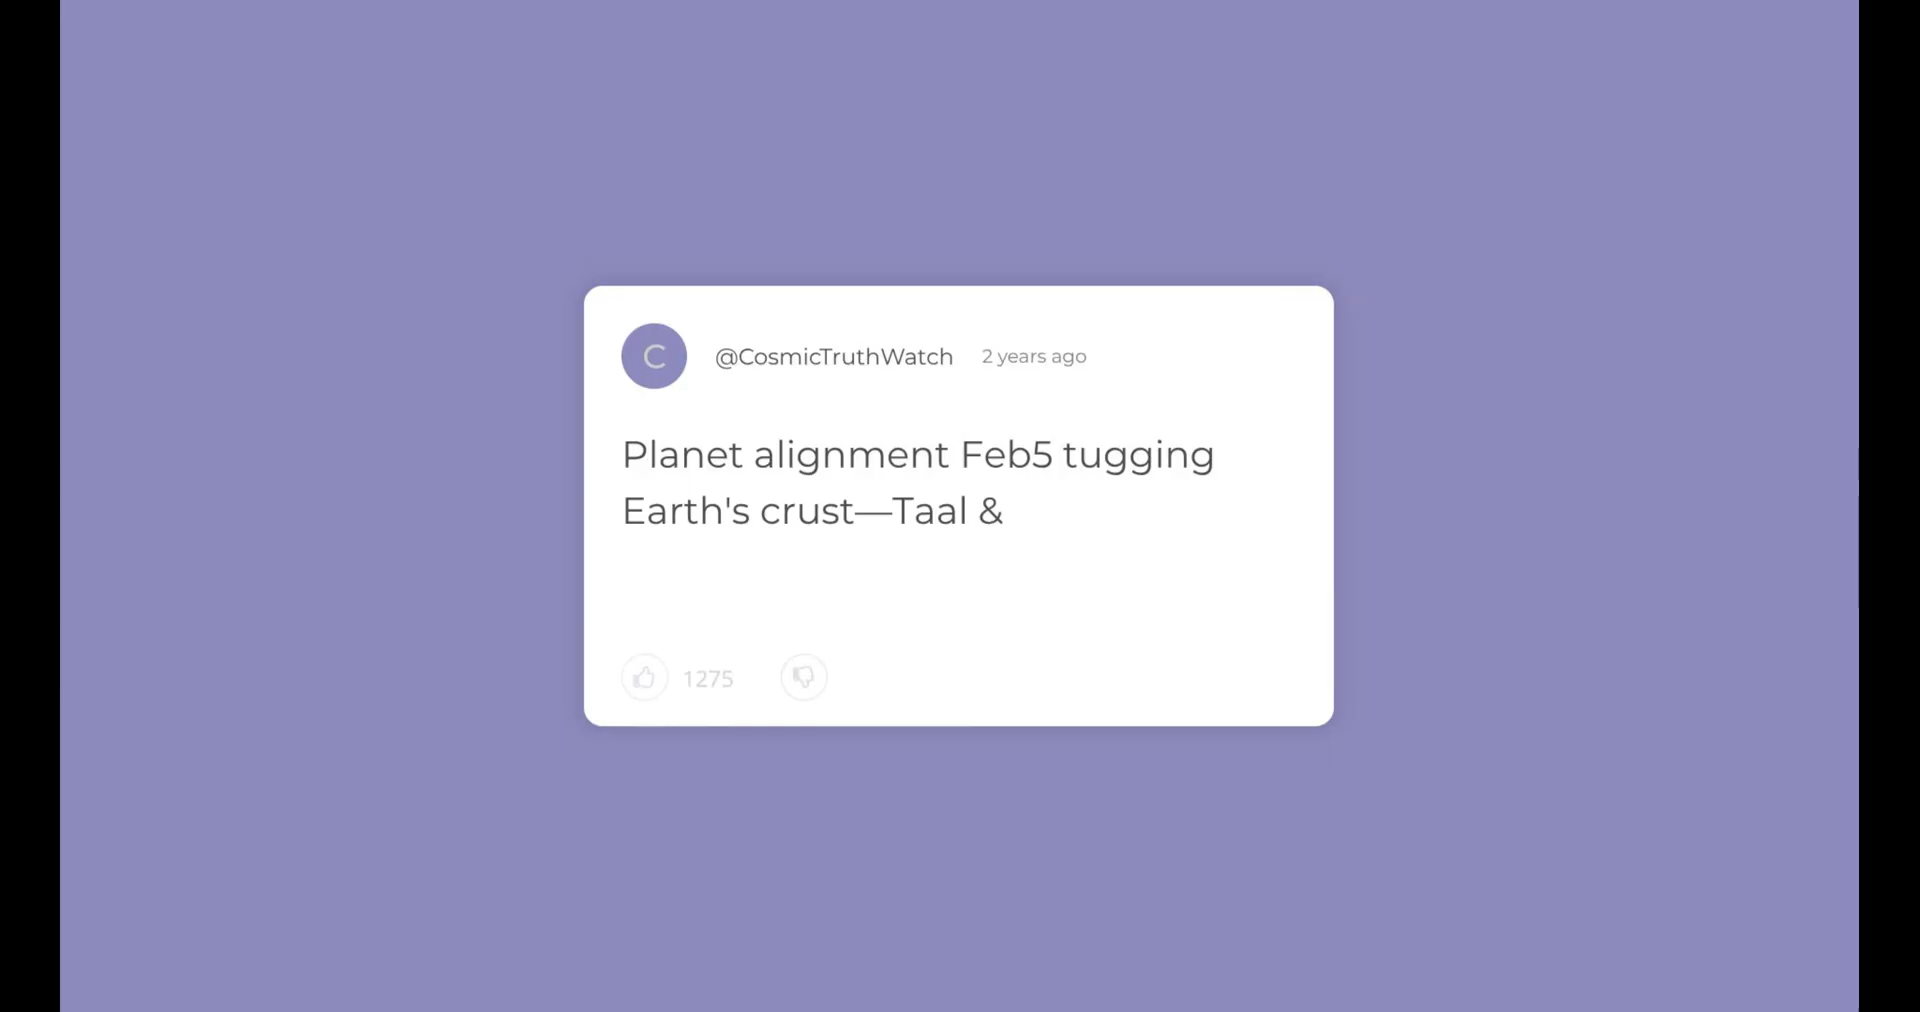 C
@CosmicTruthWatch 2 years ago
Planet alignment Feb5 tugging
Earth's crust—Taal &
1275